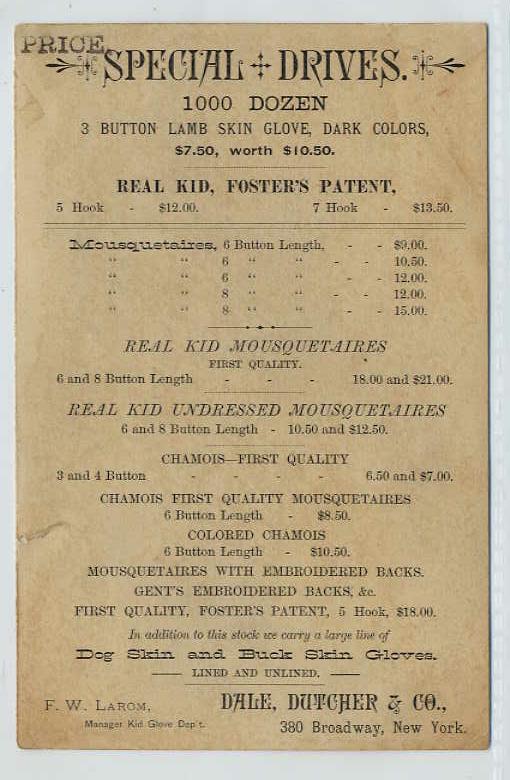 PRICE.
SPECIAL DRIVES.
1000 DOZEN
3 BUTTON LAMB SKIN GLOVE, DARK COLORS,
$7.50, worth $10.50.
REAL KID, FOSTER'S PATENT,
5 Hook - $12.00. 7 Hook - $13.50.
Mousquetaires, 6 Button Length, - - $9.00.
“ “ 6 “ “ - - 10.50.
“ “ 6 “ “ - - 12.00.
“ “ 8 “ “ - - 12.00.
“ “ 8 “ “ - - 15.00.
REAL KID MOUSQUETAIRES
FIRST QUALITY.
6 and 8 Button Length - - - 18.00 and $21.00.
REAL KID UNDRESSED MOUSQUETAIRES
6 and 8 Button Length - 10.50 and $12.50.
CHAMOIS—FIRST QUALITY
3 and 4 Button - - - - 6.50 and $7.00.
CHAMOIS FIRST QUALITY MOUSQUETAIRES
6 Button Length - $8.50.
COLORED CHAMOIS
6 Button Length - $10.50.
MOUSQUETAIRES WITH EMBROIDERED BACKS.
GENT'S EMBROIDERED BACKS, &c.
FIRST QUALITY, FOSTER'S PATENT, 5 Hook, $18.00.
In addition to this stock we carry a large line of
Dog Skin and Buck Skin Gloves.
LINED AND UNLINED.
F. W. LAROM,
Manager Kid Glove Dep't.
DALE, DUTCHER & CO.,
380 Broadway, New York.